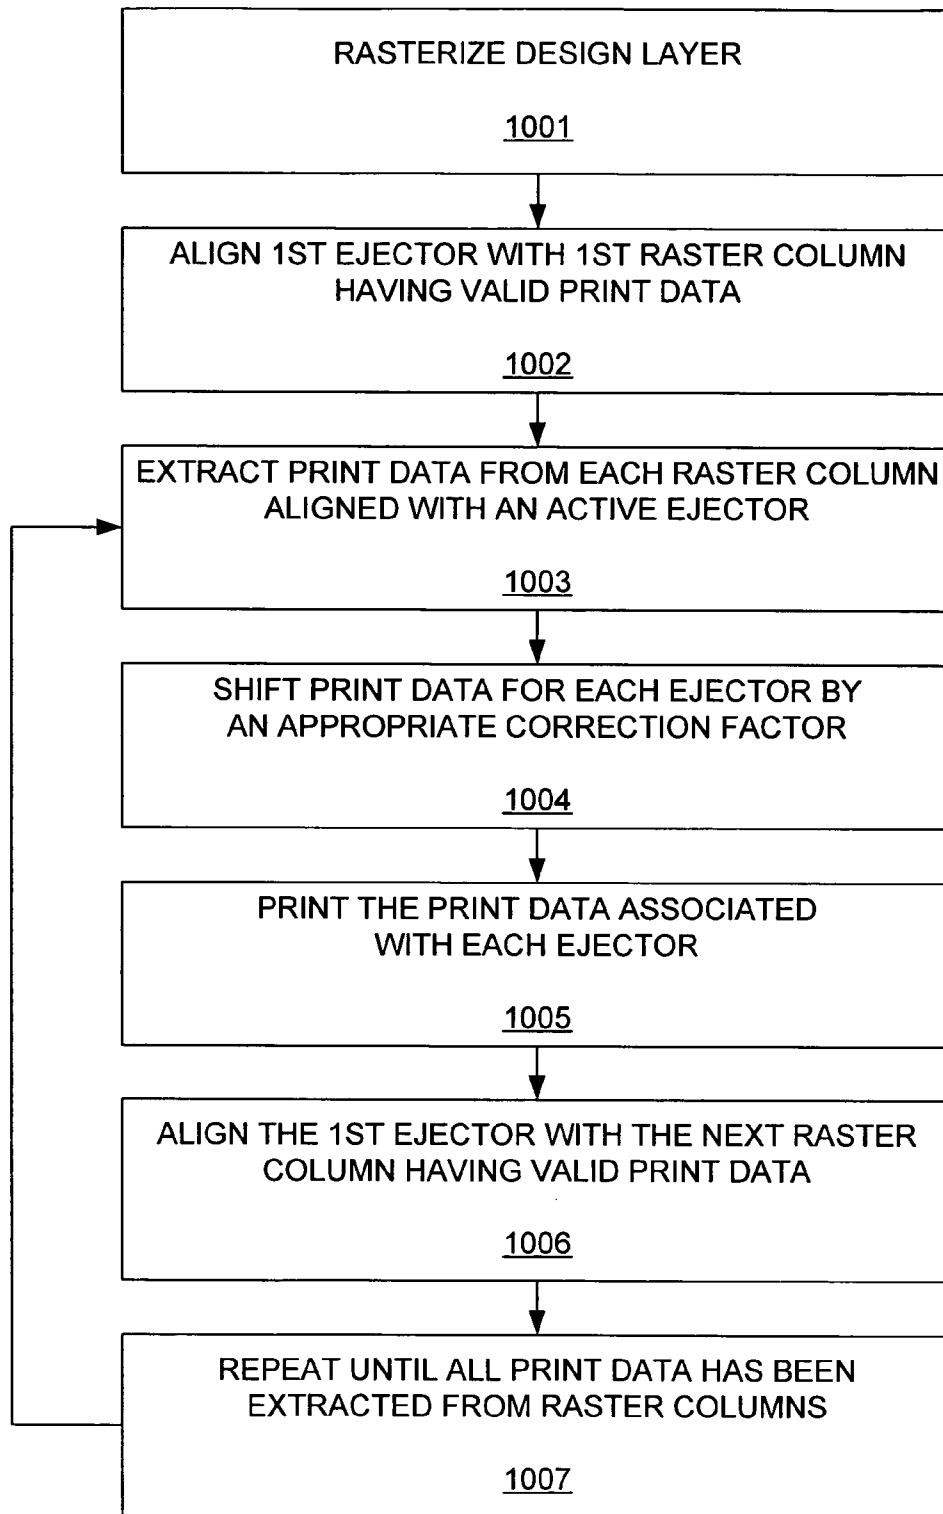 RASTERIZE DESIGN LAYER
1001
ALIGN 1ST EJECTOR WITH 1ST RASTER COLUMN
HAVING VALID PRINT DATA
1002
EXTRACT PRINT DATA FROM EACH RASTER COLUMN
ALIGNED WITH AN ACTIVE EJECTOR
1003
SHIFT PRINT DATA FOR EACH EJECTOR BY
AN APPROPRIATE CORRECTION FACTOR
1004
PRINT THE PRINT DATA ASSOCIATED
WITH EACH EJECTOR
1005
ALIGN THE 1ST EJECTOR WITH THE NEXT RASTER
COLUMN HAVING VALID PRINT DATA
1006
REPEAT UNTIL ALL PRINT DATA HAS BEEN
EXTRACTED FROM RASTER COLUMNS
1007